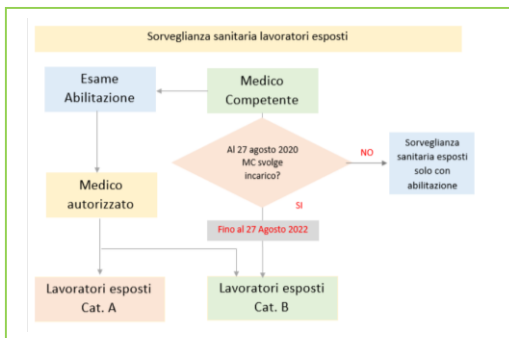 Sorveglianza sanitaria lavoratori esposti
Esame
Abilitazione
Medico
Competente
Al 27 agosto 2020
MC svolge
incarico?
NO
Sorveglianza
sanitaria esposti
solo con
abilitazione
Medico
autorizzato
SI
Fino al 27 Agosto 2022
Lavoratori esposti
Cat. A
Lavoratori esposti
Cat. B